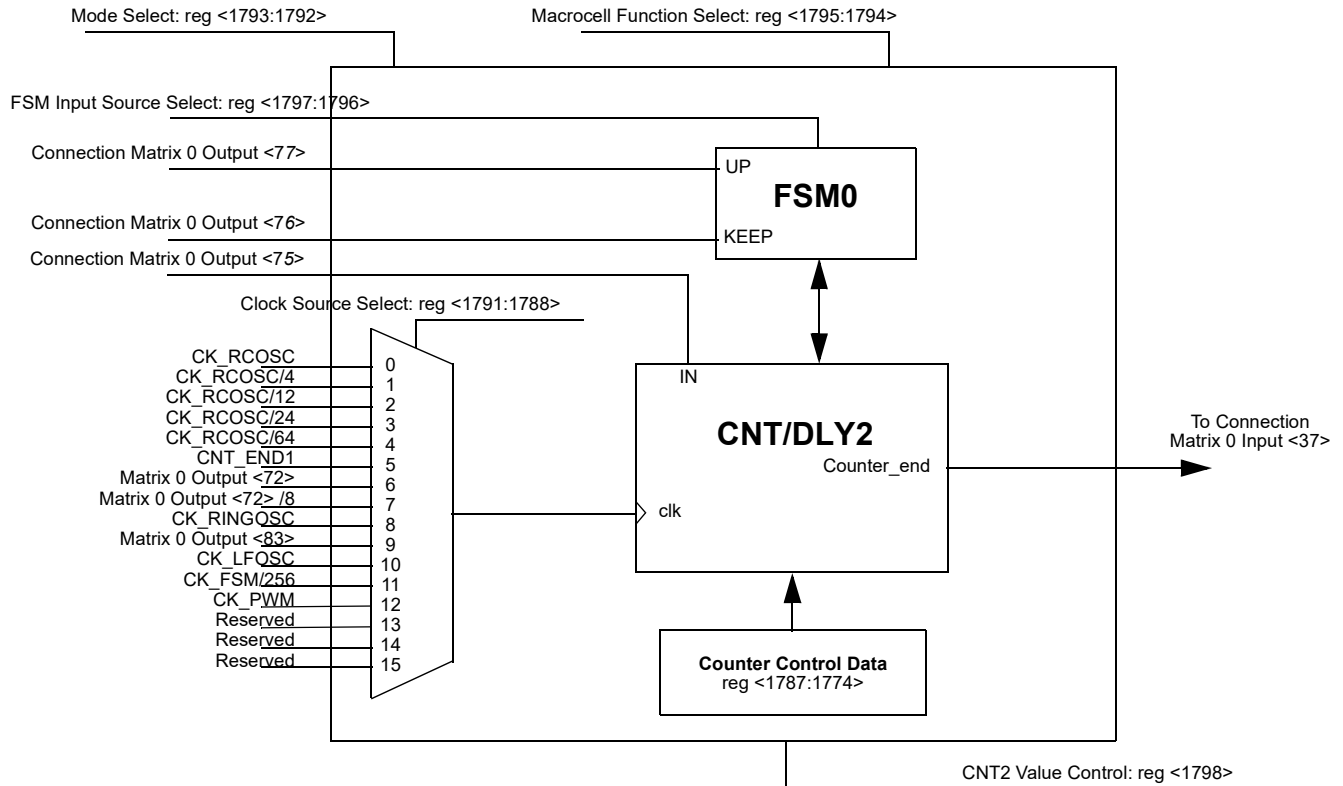 Mode Select: reg <1793:1792>
Macrocell Function Select: reg <1795:1794>
FSM Input Source Select: reg <1797:1796>
Connection Matrix 0 Output <77>
UP
FSM0
Connection Matrix 0 Output <76>
KEEP
Connection Matrix 0 Output <75>
Clock Source Select: reg <1791:1788>
CK_RCOSC 0
CK_RCOSC/4 1
CK_RCOSC/12 2
CK_RCOSC/24 3
CK_RCOSC/64 4
CNT_END1 5
Matrix 0 Output <72> 6
Matrix 0 Output <72> /8 7
CK_RINGOSC 8
Matrix 0 Output <83> 9
CK_LFOSC 10
CK_FSM/256 11
CK_PWM 12
Reserved 13
Reserved 14
Reserved 15
IN
CNT/DLY2
Counter_end
clk
To Connection
Matrix 0 Input <37>
Counter Control Data
reg <1787:1774>
CNT2 Value Control: reg <1798>